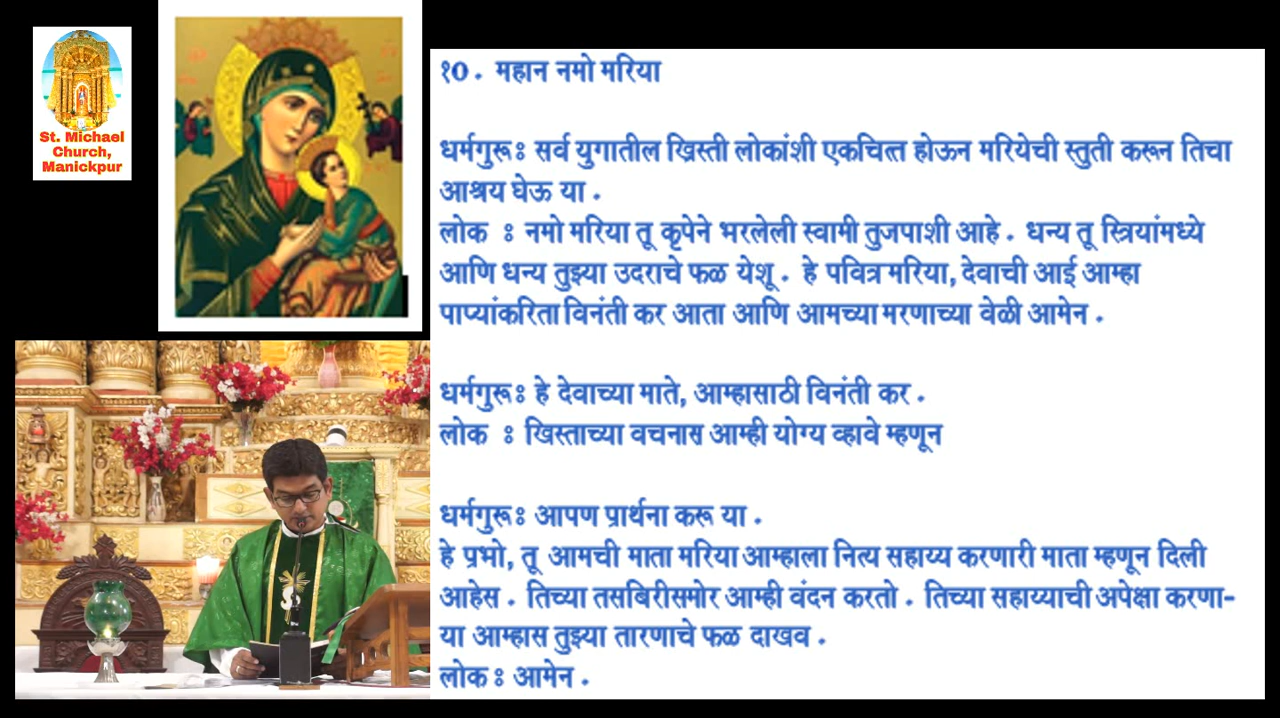 St. Michael
Church,
Manickpur
१०. महान नमो मरिया
धर्मगुरूः सर्व युगातील ख्रिस्ती लोकांशी एकचित्त होऊन मरियेची स्तुती करून तिचा
आश्रय घेऊ या .
लोक : नमो मरिया तू कृपेने भरलेली स्वामी तुजपाशी आहे . धन्य तू स्त्रियांमध्ये
आणि धन्य तुझ्या उदराचे फळ येशू . हे पवित्र मरिया, देवाची आई आम्हा
पाप्यांकरिता विनंती कर आता आणि आमच्या मरणाच्या वेळी आमेन .
धर्मगुरूः हे देवाच्या माते, आम्हासाठी विनंती कर .
लोक : ख्रिस्ताच्या वचनास आम्ही योग्य व्हावे म्हणून
धर्मगुरूः आपण प्रार्थना करू या .
हे प्रभो, तू आमची माता मरिया आम्हाला नित्य सहाय्य करणारी माता म्हणून दिली
आहेस . तिच्या तसबिरीसमोर आम्ही वंदन करतो . तिच्या सहाय्याची अपेक्षा करणा-
या आम्हास तुझ्या तारणाचे फळ दाखव .
लोक : आमेन .